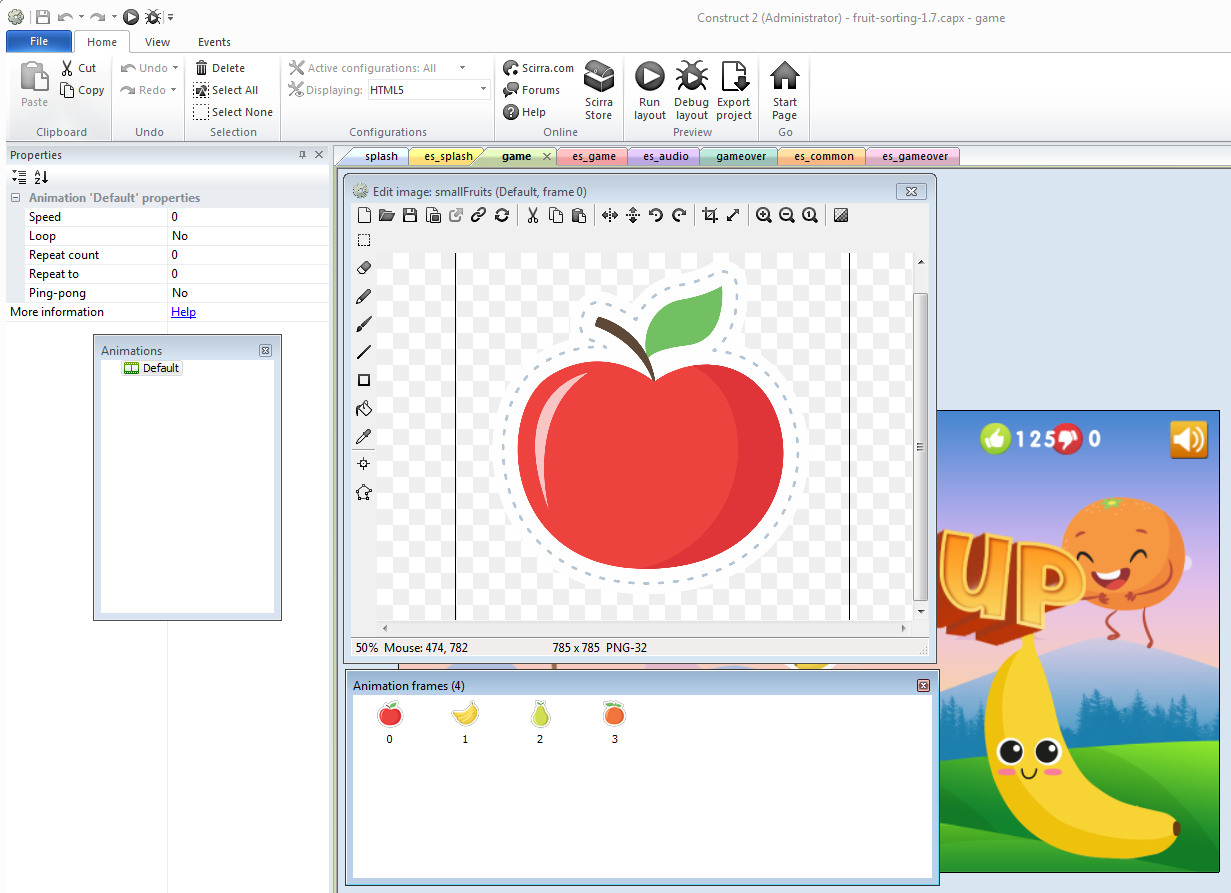 Construct 2 (Administrator) - fruit-sorting-1.7.capx - game
File Home View Events
Paste Cut Copy
Clipboard
Undo Redo
Undo
Delete
Select All
Select None
Selection
Active configurations: All
Displaying: HTML5
Configurations
Scirra.com
Forums
Help
Scirra Store
Online
Run layout Debug layout Export project
Preview
Start Page
Go
Properties
Animation 'Default' properties
Speed 0
Loop No
Repeat count 0
Repeat to 0
Ping-pong No
More information Help
Animations
Default
splash es_splash game es_game es_audio gameover es_common es_gameover
Edit image: smallFruits (Default, frame 0)
50% Mouse: 474, 782 785 x 785 PNG-32
Animation frames (4)
0 1 2 3
125 0
UP